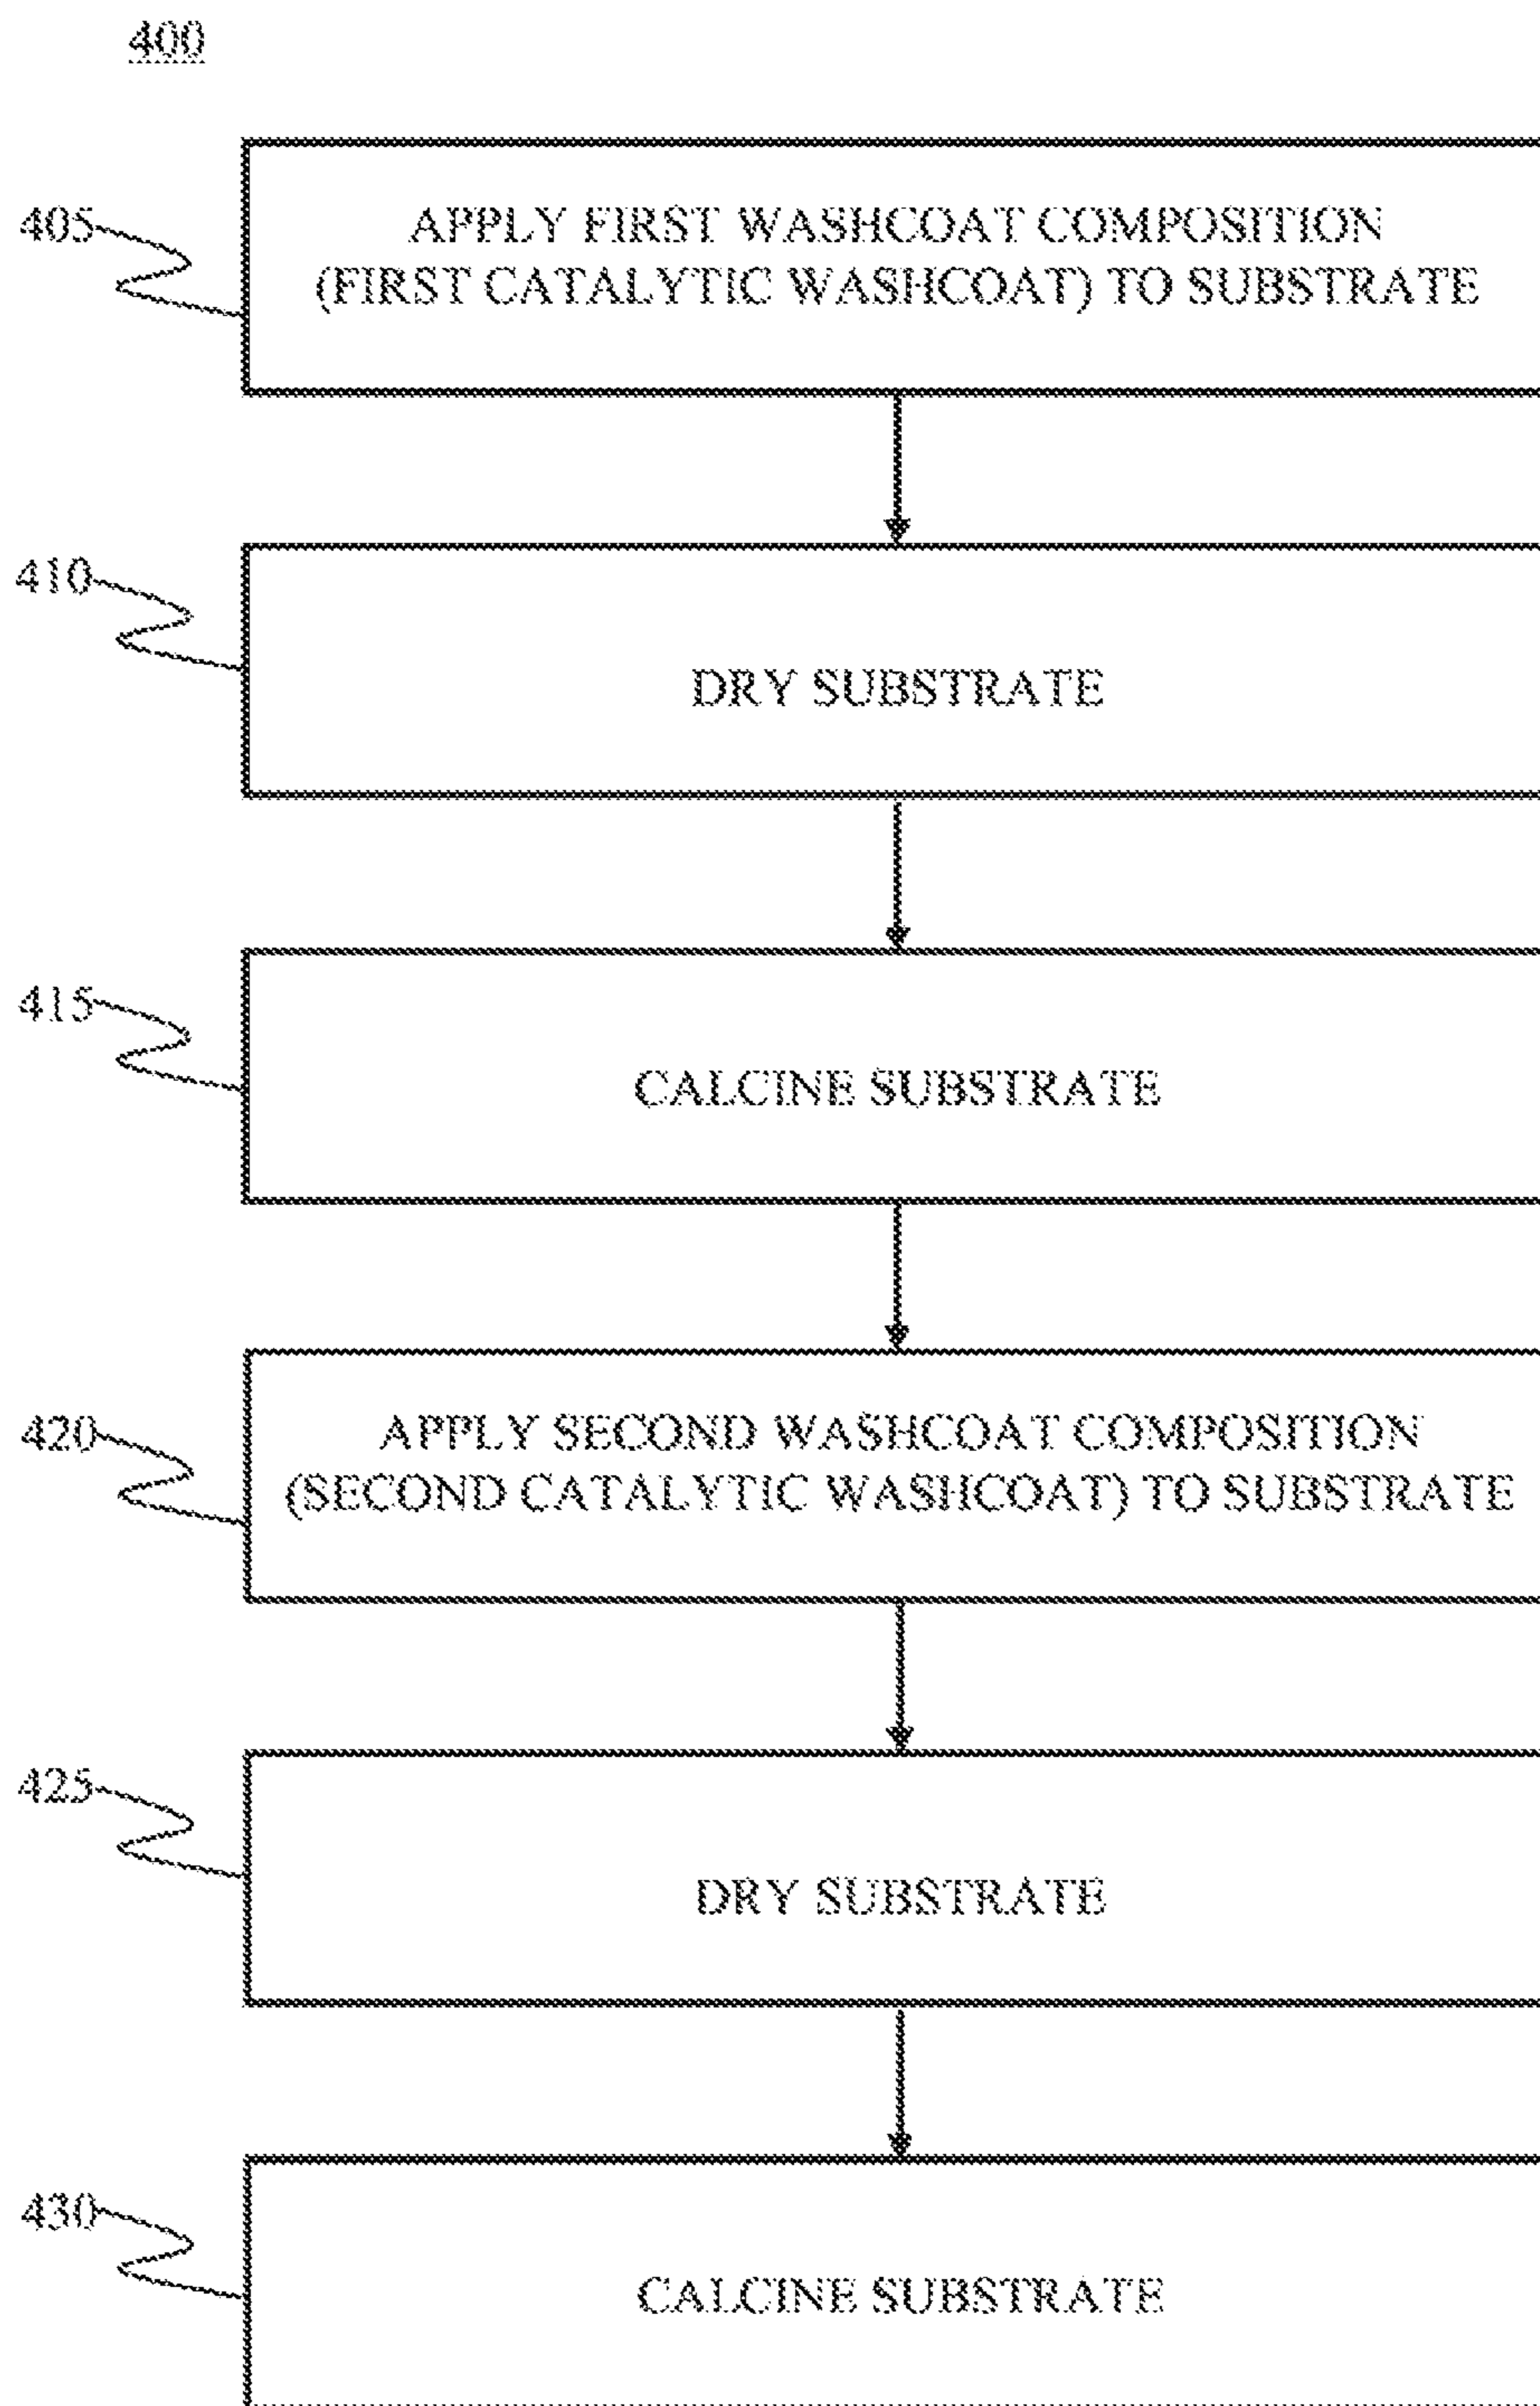 400
405
APPLY FIRST WASHCOAT COMPOSITION
(FIRST CATALYTIC WASHCOAT) TO SUBSTRATE
410
DRY SUBSTRATE
415
CALCINE SUBSTRATE
420
APPLY SECOND WASHCOAT COMPOSITION
(SECOND CATALYTIC WASHCOAT) TO SUBSTRATE
425
DRY SUBSTRATE
430
CALCINE SUBSTRATE